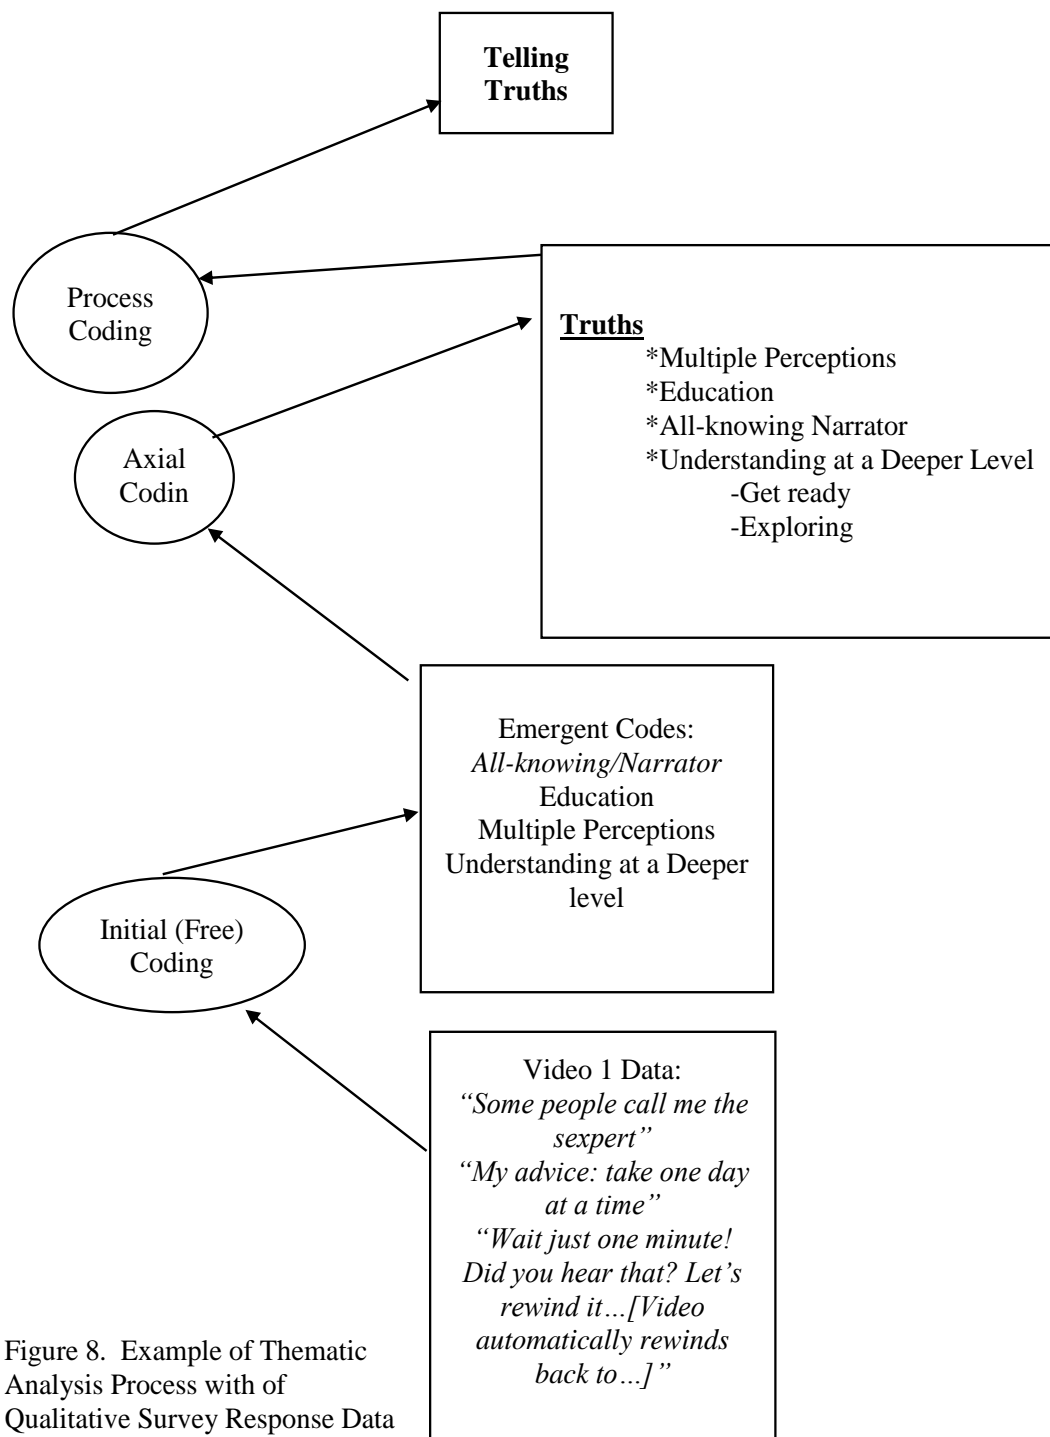 Telling
Truths
Process
Coding
Truths
*Multiple Perceptions
*Education
*All-knowing Narrator
*Understanding at a Deeper Level
-Get ready
-Exploring
Axial
Codin
Emergent Codes:
All-knowing/Narrator
Education
Multiple Perceptions
Understanding at a Deeper
level
Initial (Free)
Coding
Video 1 Data:
“Some people call me the
sexpert”
“My advice: take one day
at a time”
“Wait just one minute!
Did you hear that? Let’s
rewind it…[Video
automatically rewinds
back to…]”
Figure 8.  Example of Thematic
Analysis Process with of
Qualitative Survey Response Data